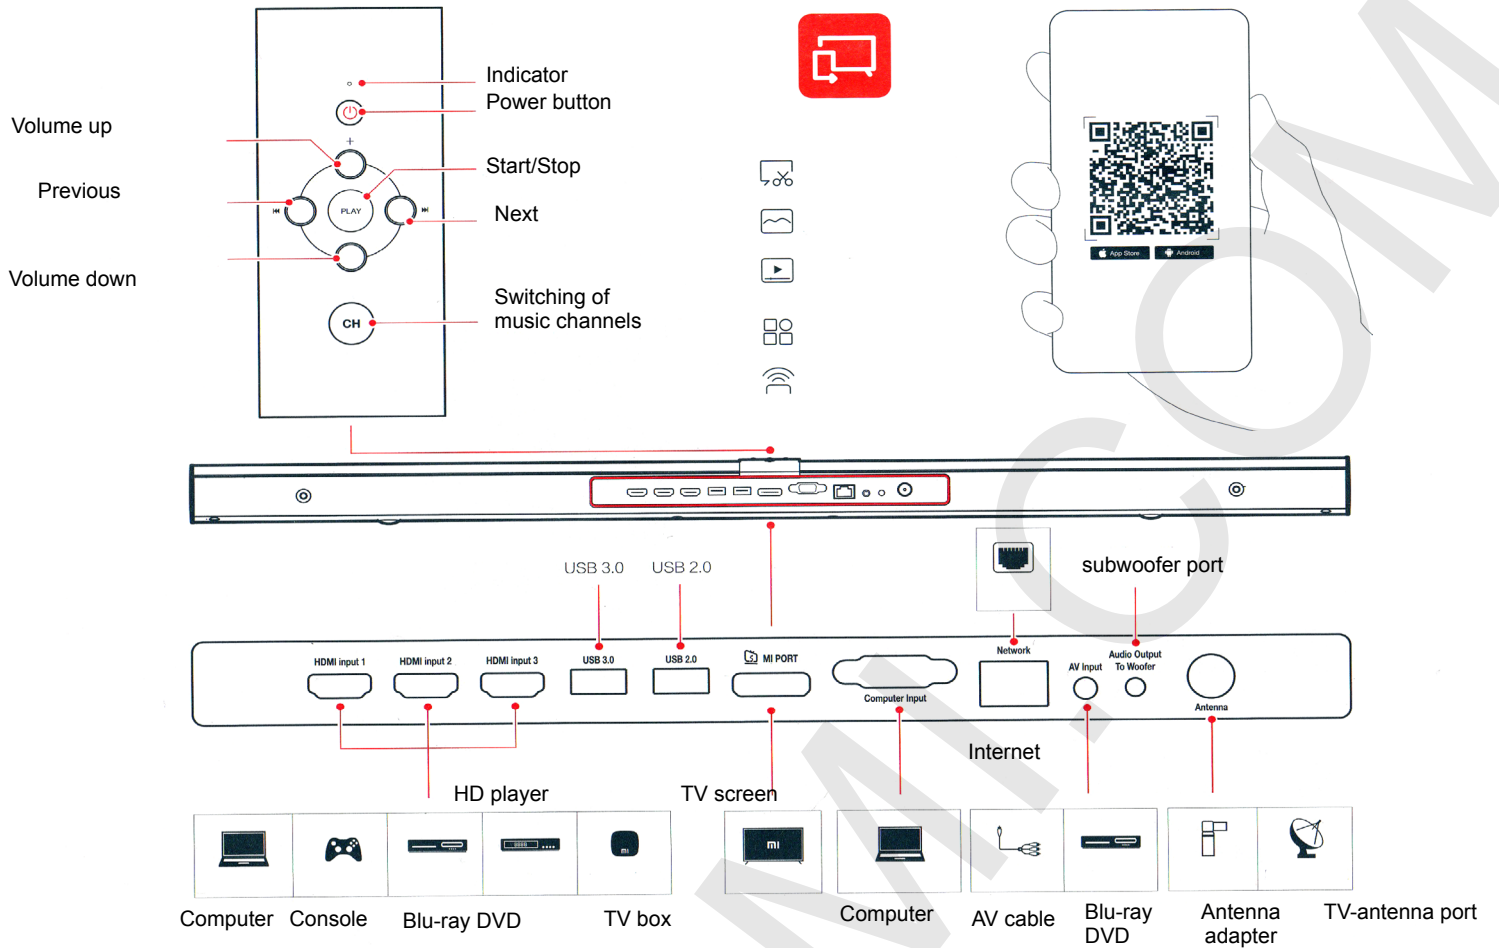 Indicator
Power button
Volume up
+
Start/Stop
Previous
PLAY
Next
Volume down
Switching of
music channels
CH
App Store
Android
USB 3.0
USB 2.0
subwoofer port
HDMI input 1
HDMI input 2
HDMI input 3
USB 3.0
USB 2.0
MI PORT
Computer Input
Network
AV Input
Audio Output
To Woofer
Antenna
Internet
HD player
TV screen
MI
Computer
Console
Blu-ray DVD
TV box
Computer
AV cable
Blu-ray
DVD
Antenna
adapter
TV-antenna port
MI.COM